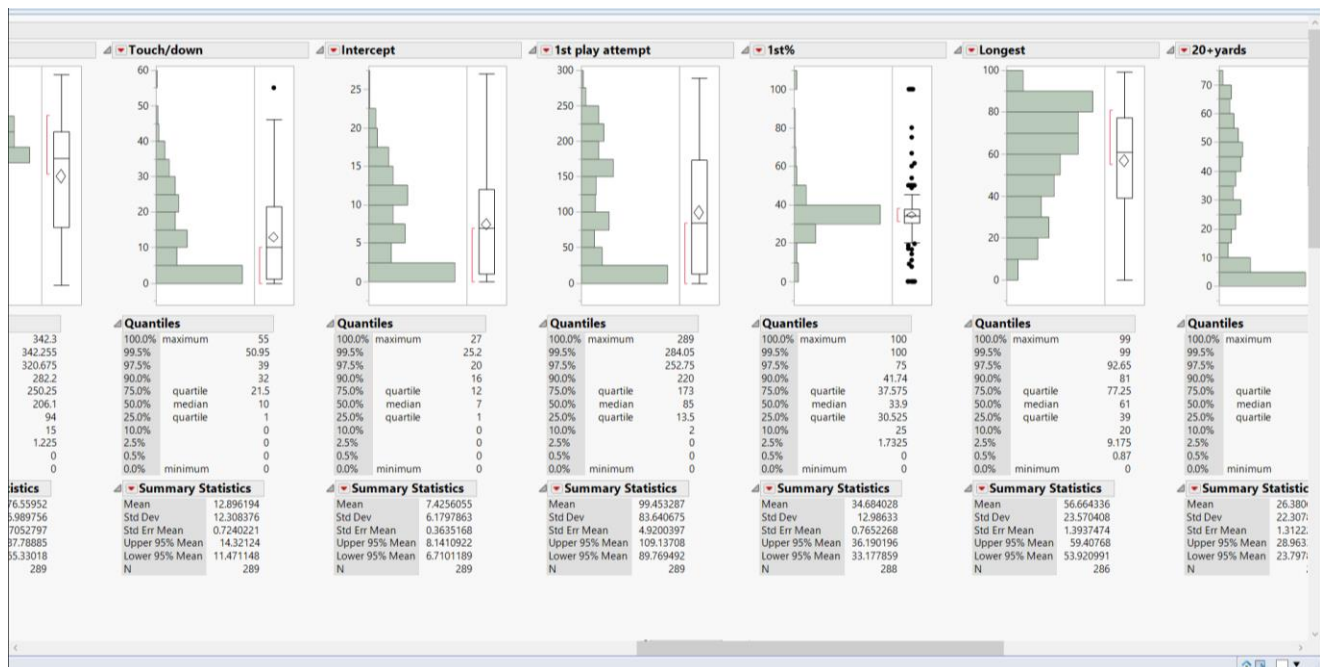 Touch/down Intercept 1st play attempt 1st% Longest 20+yards
60 25 300 100 100 70
50 20 250 80 80 60
40 15 200 60 60 50
30 10 150 40 40 40
20 5 100 20 20 30
10 0 50 0 0 20
0 0 10
0
Quantiles Quantiles Quantiles Quantiles Quantiles Quantiles
342.3 100.0% maximum 55 100.0% maximum 27 100.0% maximum 289 100.0% maximum 100 100.0% maximum 99 100.0% maximum
342.255 99.5% 50.95 99.5% 25.2 99.5% 284.05 99.5% 100 99.5% 99 99.5%
320.675 97.5% 39 97.5% 20 97.5% 252.75 97.5% 75 97.5% 92.65 97.5%
282.2 90.0% 32 90.0% 16 90.0% 220 90.0% 41.74 90.0% 81 90.0%
250.25 75.0% quartile 21.5 75.0% quartile 12 75.0% quartile 173 75.0% quartile 37.575 75.0% quartile 77.25 75.0% quartile
206.1 50.0% median 10 50.0% median 7 50.0% median 85 50.0% median 33.9 50.0% median 61 50.0% median
94 25.0% quartile 1 25.0% quartile 1 25.0% quartile 13.5 25.0% quartile 30.525 25.0% quartile 39 25.0% quartile
15 10.0% 0 10.0% 0 10.0% 2 10.0% 25 10.0% 20 10.0%
1.225 2.5% 0 2.5% 0 2.5% 0 2.5% 1.7325 2.5% 9.175 2.5%
0 0.5% 0 0.5% 0 0.5% 0 0.5% 0 0.5% 0.87 0.5%
0 0.0% minimum 0 0.0% minimum 0 0.0% minimum 0 0.0% minimum 0 0.0% minimum 0 0.0% minimum
tistics Summary Statistics Summary Statistics Summary Statistics Summary Statistics Summary Statistics Summary Statistic
76.55952 Mean 12.896194 Mean 7.4256055 Mean 99.453287 Mean 34.684028 Mean 56.664336 Mean 26.380
.989756 Std Dev 12.308376 Std Dev 6.1797863 Std Dev 83.640675 Std Dev 12.98633 Std Dev 23.570408 Std Dev 22.307
7052797 Std Err Mean 0.7240221 Std Err Mean 0.3635168 Std Err Mean 4.9200397 Std Err Mean 0.7652268 Std Err Mean 1.3937474 Std Err Mean 1.3122
87.78885 Upper 95% Mean 14.32124 Upper 95% Mean 8.1410922 Upper 95% Mean 109.13708 Upper 95% Mean 36.190196 Upper 95% Mean 59.40768 Upper 95% Mean 28.963
65.33018 Lower 95% Mean 11.471148 Lower 95% Mean 6.7101189 Lower 95% Mean 89.769492 Lower 95% Mean 33.177859 Lower 95% Mean 53.920991 Lower 95% Mean 23.797
289 N 289 N 289 N 289 N 288 N 286 N